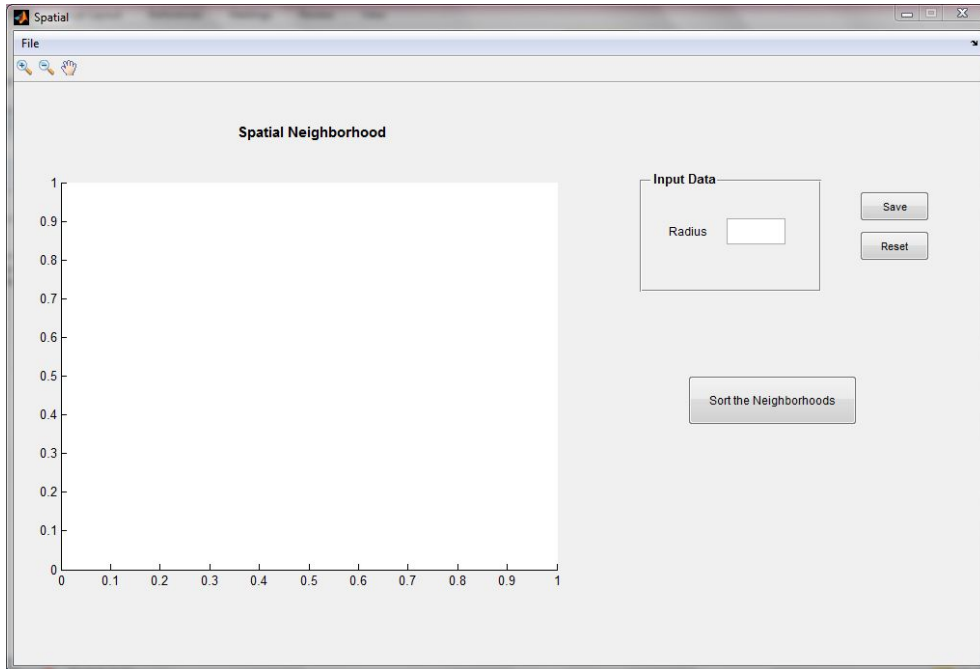 Spatial
File
Spatial Neighborhood
1
0.9
0.8
0.7
0.6
0.5
0.4
0.3
0.2
0.1
0
0 0.1 0.2 0.3 0.4 0.5 0.6 0.7 0.8 0.9 1
Input Data
Radius
Save
Reset
Sort the Neighborhoods